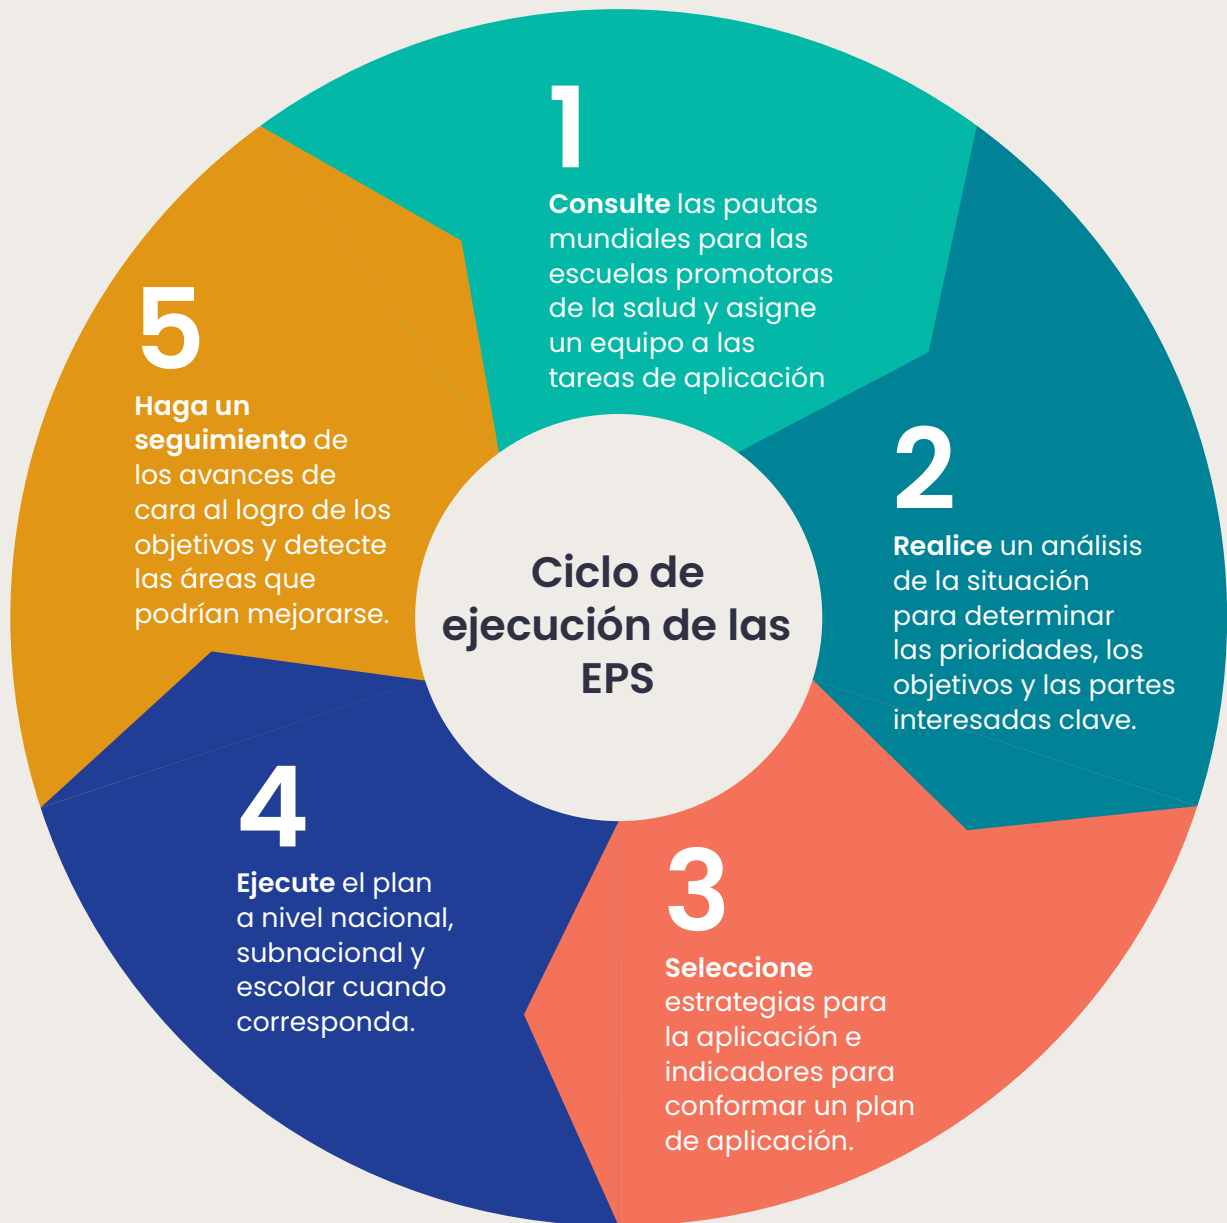 1
Consulte las pautas
mundiales para las
escuelas promotoras
de la salud y asigne
un equipo a las
tareas de aplicación
2
Realice un análisis
de la situación
para determinar
las prioridades, los
objetivos y las partes
interesadas clave.
3
Seleccione
estrategias para
la aplicación e
indicadores para
conformar un plan
de aplicación.
4
Ejecute el plan
a nivel nacional,
subnacional y
escolar cuando
corresponda.
5
Haga un
seguimiento de
los avances de
cara al logro de los
objetivos y detecte
las áreas que
podrían mejorarse.
Ciclo de
ejecución de las
EPS